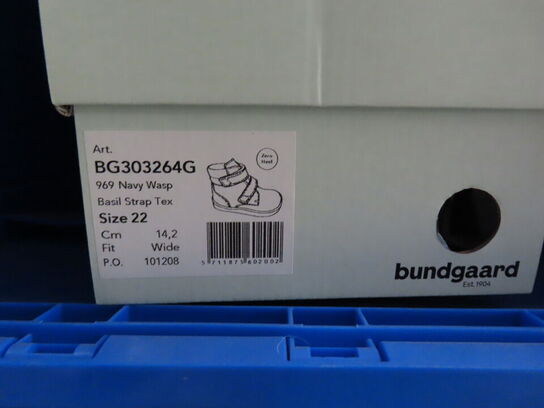 Art.
BG303264G
969 Navy Wasp
Basil Strap Tex
Size 22
Cm 14,2
Fit Wide
P.O. 101208
Zero Heel
5711875602002
bundgaard
Est. 1904